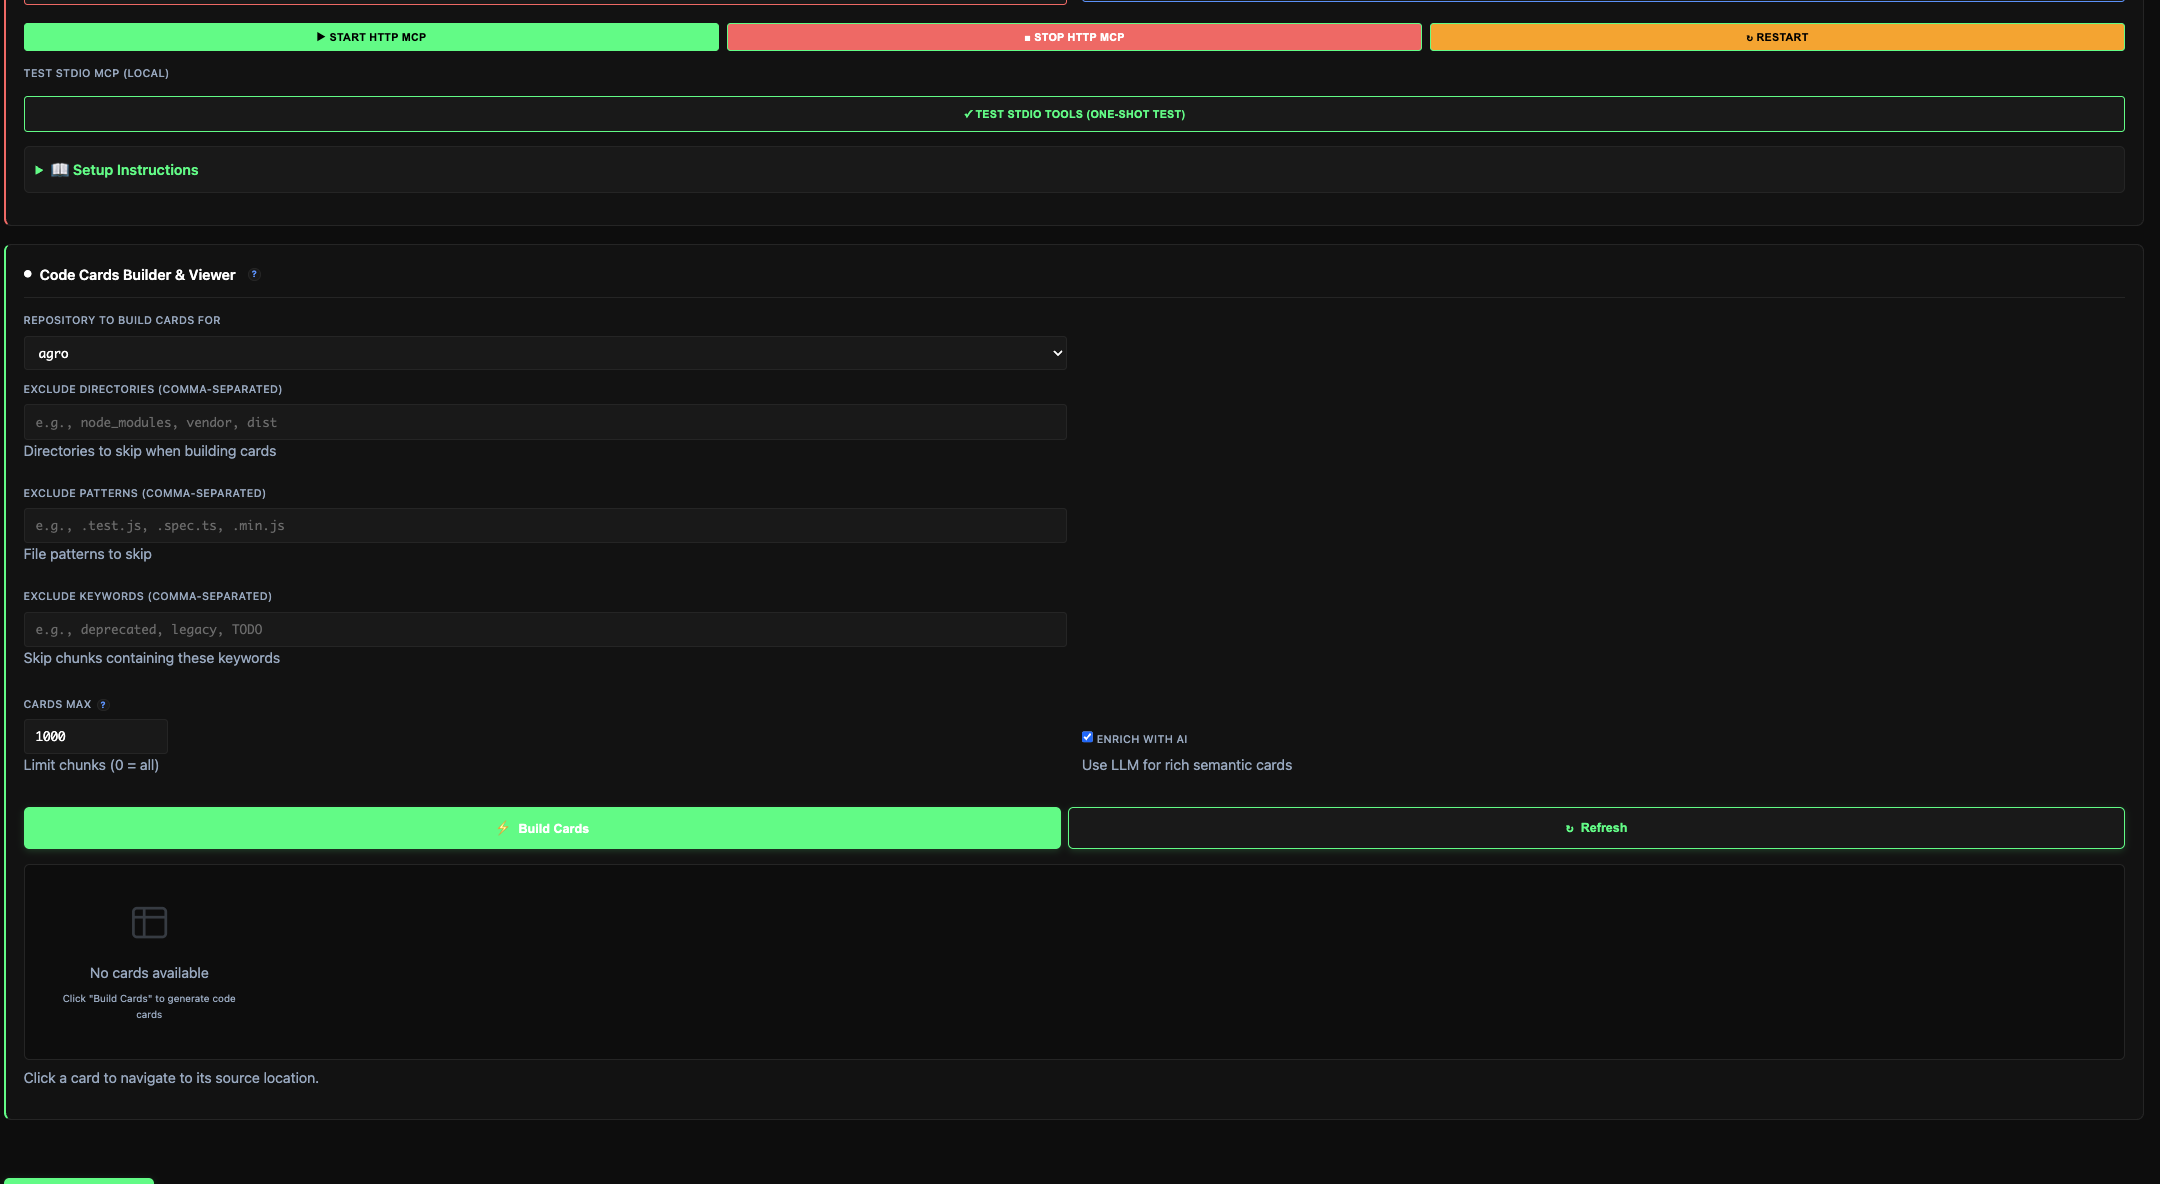 ▶ START HTTP MCP
■ STOP HTTP MCP
↻ RESTART
TEST STDIO MCP (LOCAL)
✓ TEST STDIO TOOLS (ONE-SHOT TEST)
▶ 📖 Setup Instructions
● Code Cards Builder & Viewer ?
REPOSITORY TO BUILD CARDS FOR
agro
EXCLUDE DIRECTORIES (COMMA-SEPARATED)
e.g., node_modules, vendor, dist
Directories to skip when building cards
EXCLUDE PATTERNS (COMMA-SEPARATED)
e.g., .test.js, .spec.ts, .min.js
File patterns to skip
EXCLUDE KEYWORDS (COMMA-SEPARATED)
e.g., deprecated, legacy, TODO
Skip chunks containing these keywords
CARDS MAX ?
1000
Limit chunks (0 = all)
ENRICH WITH AI
Use LLM for rich semantic cards
⚡ Build Cards
↻ Refresh
No cards available
Click "Build Cards" to generate code
cards
Click a card to navigate to its source location.